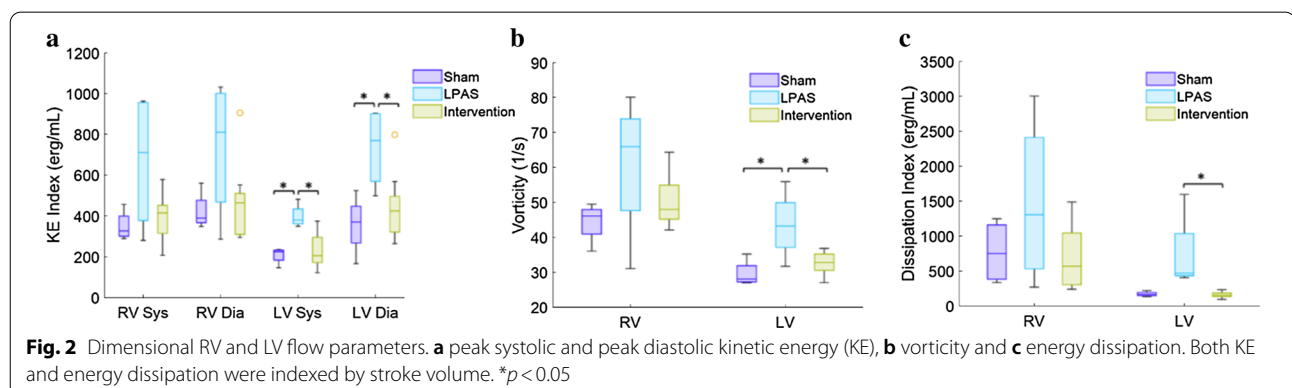 a
KE Index (erg/mL)
1200
1000
800
600
400
200
0
* *
* *
Sham
LPAS
Intervention
RV Sys RV Dia LV Sys LV Dia
b
Vorticity (1/s)
90
80
70
60
50
40
30
20
* *
Sham
LPAS
Intervention
RV LV
c
Dissipation Index (erg/mL)
3500
3000
2500
2000
1500
1000
500
0
*
Sham
LPAS
Intervention
RV LV
Fig. 2 Dimensional RV and LV flow parameters. a peak systolic and peak diastolic kinetic energy (KE), b vorticity and c energy dissipation. Both KE
and energy dissipation were indexed by stroke volume. *p < 0.05